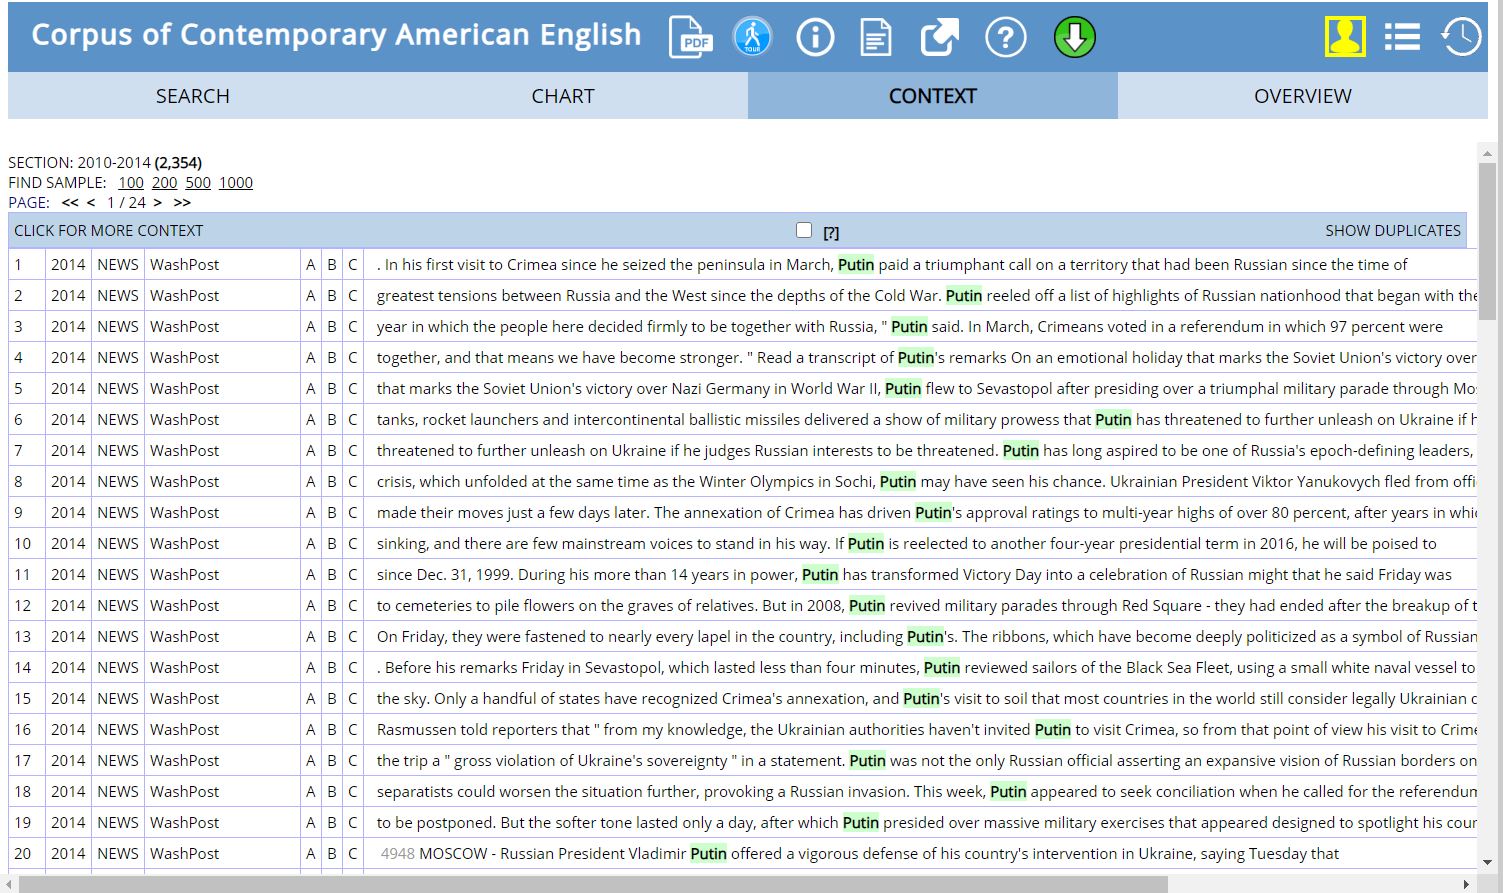 Corpus of Contemporary American English PDF TOUR
SEARCH CHART CONTEXT OVERVIEW
SECTION: 2010-2014 (2,354)
FIND SAMPLE: 100 200 500 1000
PAGE: << < 1 / 24 > >>
CLICK FOR MORE CONTEXT [?] SHOW DUPLICATES
1 2014 NEWS WashPost A B C . In his first visit to Crimea since he seized the peninsula in March, Putin paid a triumphant call on a territory that had been Russian since the time of
2 2014 NEWS WashPost A B C greatest tensions between Russia and the West since the depths of the Cold War. Putin reeled off a list of highlights of Russian nationhood that began with the
3 2014 NEWS WashPost A B C year in which the people here decided firmly to be together with Russia, " Putin said. In March, Crimeans voted in a referendum in which 97 percent were
4 2014 NEWS WashPost A B C together, and that means we have become stronger. " Read a transcript of Putin's remarks On an emotional holiday that marks the Soviet Union's victory over
5 2014 NEWS WashPost A B C that marks the Soviet Union's victory over Nazi Germany in World War II, Putin flew to Sevastopol after presiding over a triumphal military parade through Mos
6 2014 NEWS WashPost A B C tanks, rocket launchers and intercontinental ballistic missiles delivered a show of military prowess that Putin has threatened to further unleash on Ukraine if h
7 2014 NEWS WashPost A B C threatened to further unleash on Ukraine if he judges Russian interests to be threatened. Putin has long aspired to be one of Russia's epoch-defining leaders,
8 2014 NEWS WashPost A B C crisis, which unfolded at the same time as the Winter Olympics in Sochi, Putin may have seen his chance. Ukrainian President Viktor Yanukovych fled from offi
9 2014 NEWS WashPost A B C made their moves just a few days later. The annexation of Crimea has driven Putin's approval ratings to multi-year highs of over 80 percent, after years in whic
10 2014 NEWS WashPost A B C sinking, and there are few mainstream voices to stand in his way. If Putin is reelected to another four-year presidential term in 2016, he will be poised to
11 2014 NEWS WashPost A B C since Dec. 31, 1999. During his more than 14 years in power, Putin has transformed Victory Day into a celebration of Russian might that he said Friday was
12 2014 NEWS WashPost A B C to cemeteries to pile flowers on the graves of relatives. But in 2008, Putin revived military parades through Red Square - they had ended after the breakup of t
13 2014 NEWS WashPost A B C On Friday, they were fastened to nearly every lapel in the country, including Putin's. The ribbons, which have become deeply politicized as a symbol of Russian
14 2014 NEWS WashPost A B C . Before his remarks Friday in Sevastopol, which lasted less than four minutes, Putin reviewed sailors of the Black Sea Fleet, using a small white naval vessel to
15 2014 NEWS WashPost A B C the sky. Only a handful of states have recognized Crimea's annexation, and Putin's visit to soil that most countries in the world still consider legally Ukrainian c
16 2014 NEWS WashPost A B C Rasmussen told reporters that " from my knowledge, the Ukrainian authorities haven't invited Putin to visit Crimea, so from that point of view his visit to Crime
17 2014 NEWS WashPost A B C the trip a " gross violation of Ukraine's sovereignty " in a statement. Putin was not the only Russian official asserting an expansive vision of Russian borders on
18 2014 NEWS WashPost A B C separatists could worsen the situation further, provoking a Russian invasion. This week, Putin appeared to seek conciliation when he called for the referendum
19 2014 NEWS WashPost A B C to be postponed. But the softer tone lasted only a day, after which Putin presided over massive military exercises that appeared designed to spotlight his cour
20 2014 NEWS WashPost A B C 4948 MOSCOW - Russian President Vladimir Putin offered a vigorous defense of his country's intervention in Ukraine, saying Tuesday that